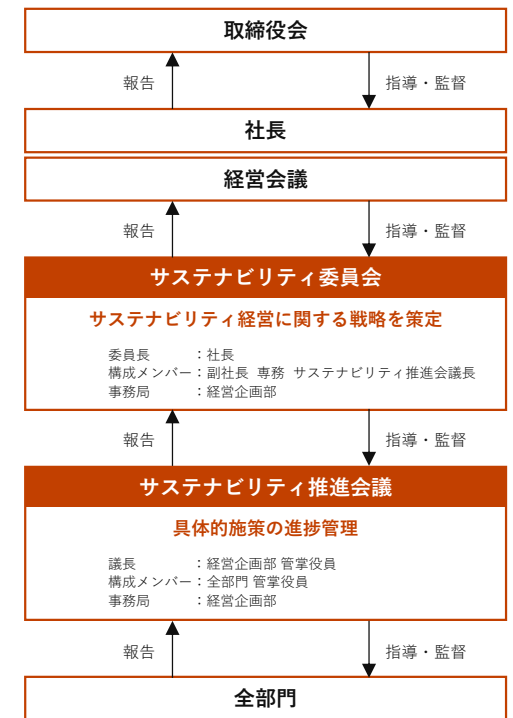 取締役会
報告 指導・監督
社長
経営会議
報告 指導・監督
サステナビリティ委員会
サステナビリティ経営に関する戦略を策定
委員長 ：社長
構成メンバー：副社長 専務 サステナビリティ推進会議長
事務局 ：経営企画部
報告 指導・監督
サステナビリティ推進会議
具体的施策の進捗管理
議長 ：経営企画部 管掌役員
構成メンバー：全部門 管掌役員
事務局 ：経営企画部
報告 指導・監督
全部門